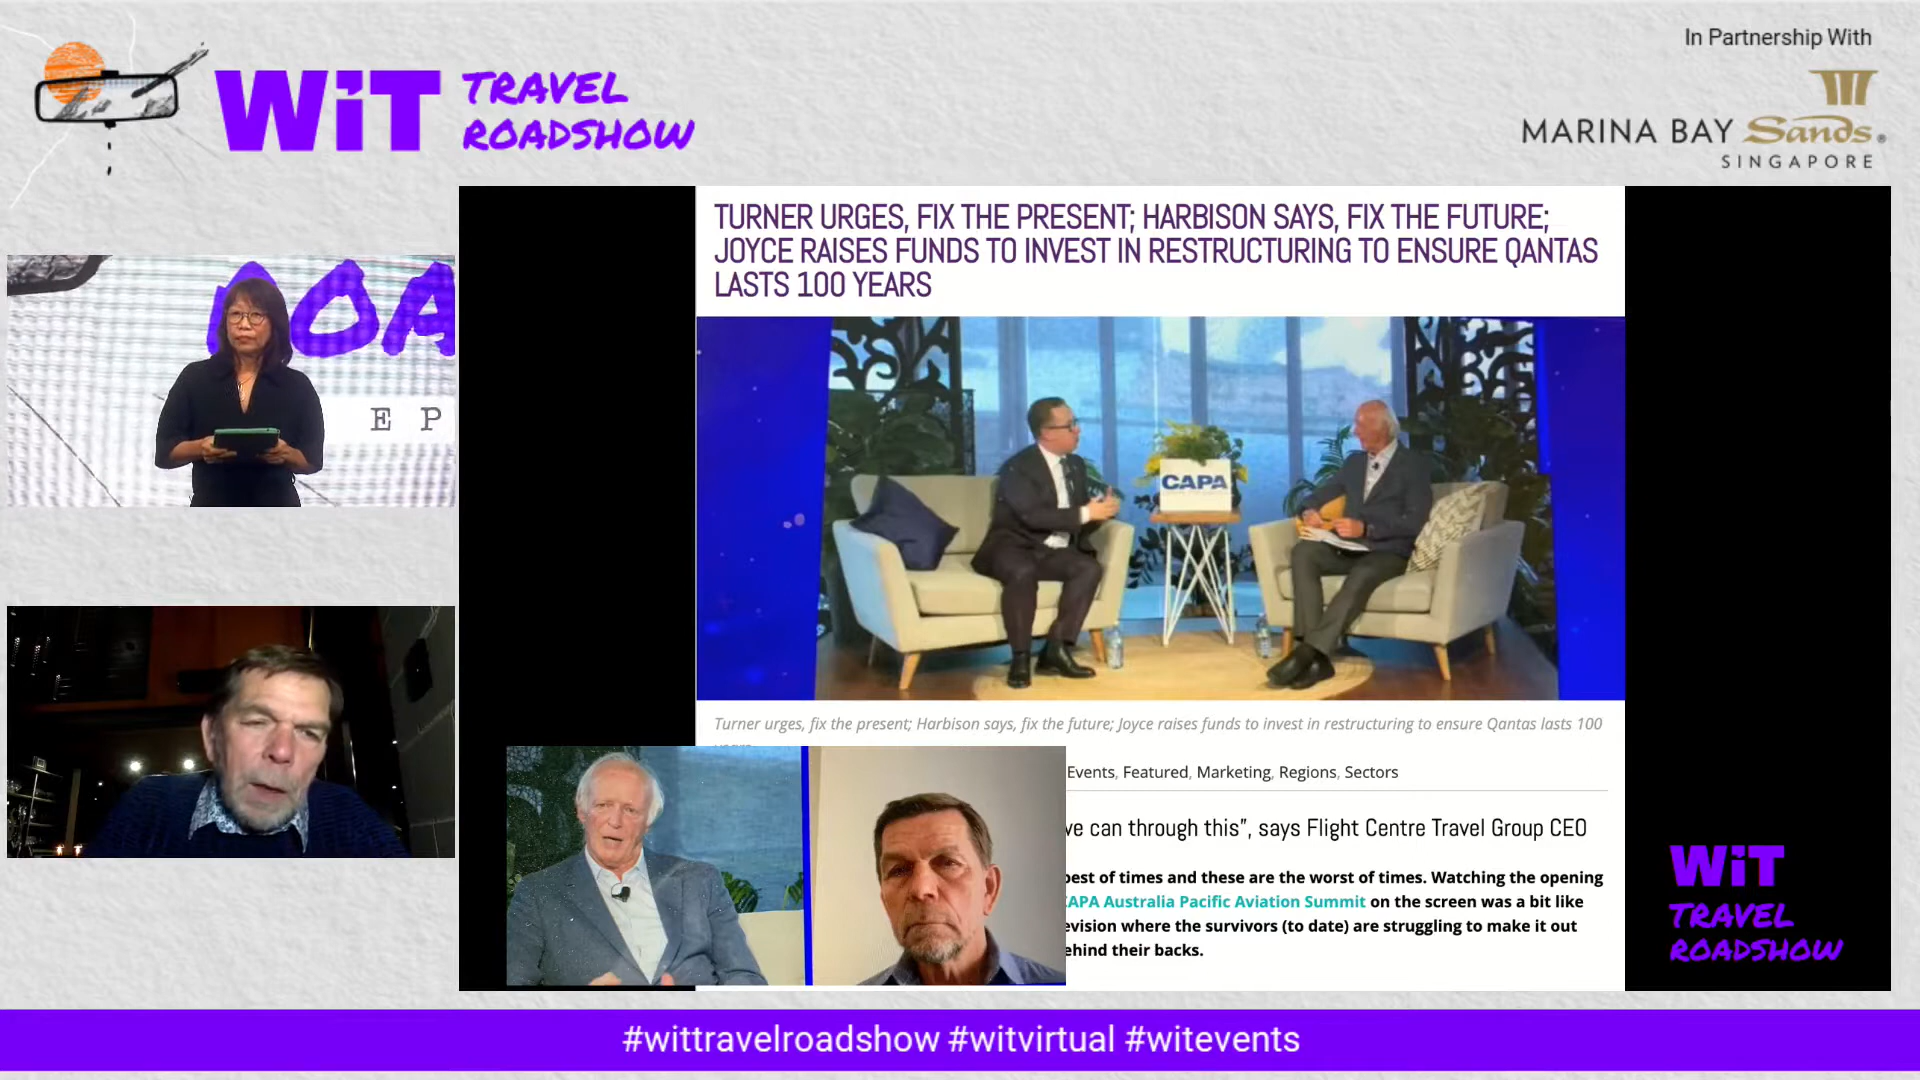 In Partnership With
WiT TRAVEL
ROADSHOW
MARINA BAY Sands®
SINGAPORE
TURNER URGES, FIX THE PRESENT; HARBISON SAYS, FIX THE FUTURE;
JOYCE RAISES FUNDS TO INVEST IN RESTRUCTURING TO ENSURE QANTAS
LASTS 100 YEARS
ROA
E P
CAPA
Turner urges, fix the present; Harbison says, fix the future; Joyce raises funds to invest in restructuring to ensure Qantas lasts 100
Events, Featured, Marketing, Regions, Sectors
can through this", says Flight Centre Travel Group CEO
of times and these are the worst of times. Watching the opening
CAPA Australia Pacific Aviation Summit on the screen was a bit like
where the survivors (to date) are struggling to make it out
their backs.
WiT
TRAVEL
ROADSHOW
#wittravelroadshow #witvirtual #witevents